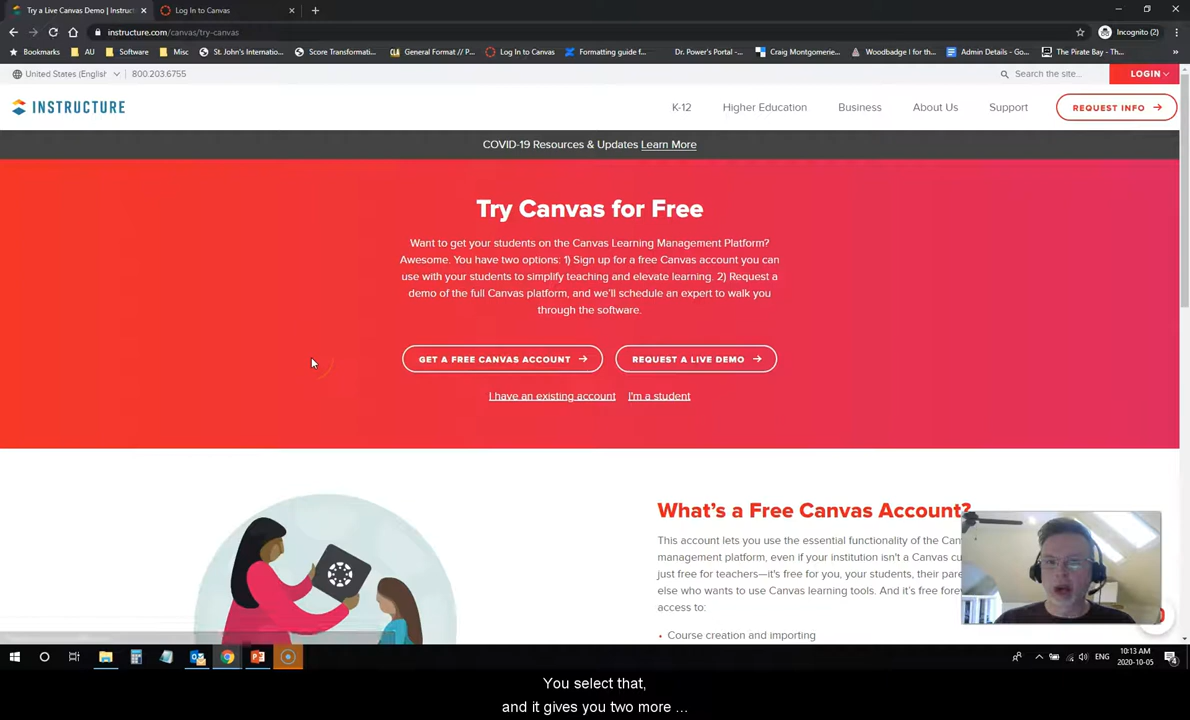 Try a Live Canvas Demo | Instruct
Log In to Canvas
instructure.com/canvas/try-canvas
Incognito (2)
Bookmarks
AU
Software
Misc
St. John's Internatio...
Score Transformati...
General Format // P...
Log In to Canvas
Formatting guide f...
Dr. Power's Portal -...
Craig Montgomerie...
Woodbadge I for th...
Admin Details - Go...
The Pirate Bay - Th...
United States (English
800.203.6755
Search the site...
LOGIN
INSTRUCTURE
K-12
Higher Education
Business
About Us
Support
REQUEST INFO
COVID-19 Resources & Updates Learn More
Try Canvas for Free
Want to get your students on the Canvas Learning Management Platform?
Awesome. You have two options: 1) Sign up for a free Canvas account you can
use with your students to simplify teaching and elevate learning. 2) Request a
demo of the full Canvas platform, and we'll schedule an expert to walk you
through the software.
GET A FREE CANVAS ACCOUNT
REQUEST A LIVE DEMO
I have an existing account
I'm a student
What's a Free Canvas Account?
This account lets you use the essential functionality of the Can
management platform, even if your institution isn't a Canvas cu
just free for teachers—it's free for you, your students, their pare
else who wants to use Canvas learning tools. And it's free forev
access to:
• Course creation and importing
ENG
10:13 AM
2020-10-05
4
You select that,
and it gives you two more ...